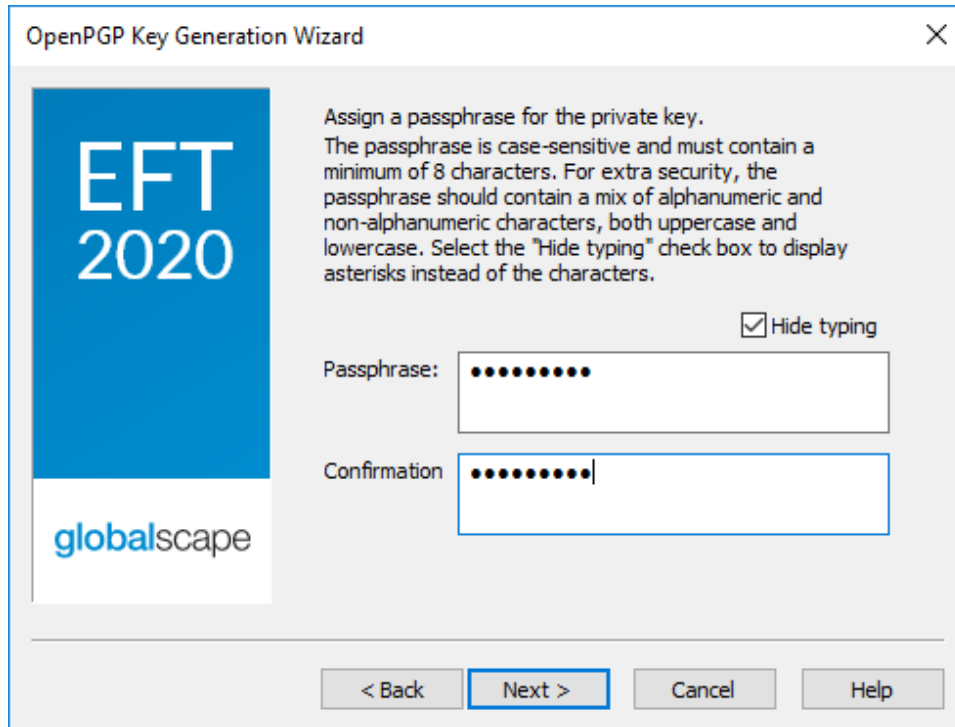 OpenPGP Key Generation Wizard
EFT
2020
globalscape
Assign a passphrase for the private key.
The passphrase is case-sensitive and must contain a
minimum of 8 characters. For extra security, the
passphrase should contain a mix of alphanumeric and
non-alphanumeric characters, both uppercase and
lowercase. Select the "Hide typing" check box to display
asterisks instead of the characters.
Hide typing
Passphrase: ●●●●●●●●●
Confirmation ●●●●●●●●●
< Back Next > Cancel Help